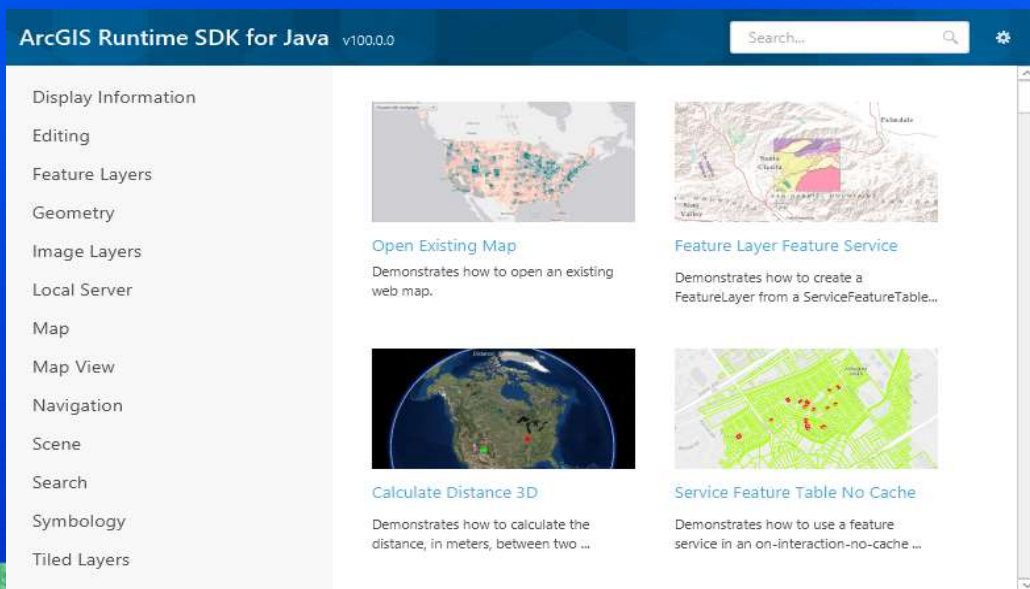 ArcGIS Runtime SDK for Java v100.0.0
Search...
Display Information
Editing
Feature Layers
Geometry
Image Layers
Local Server
Map
Map View
Navigation
Scene
Search
Symbology
Tiled Layers
Open Existing Map
Demonstrates how to open an existing
web map.
Palmdale
Santa
Clarita
Feature Layer Feature Service
Demonstrates how to create a
FeatureLayer from a ServiceFeatureTable...
Calculate Distance 3D
Demonstrates how to calculate the
distance, in meters, between two ...
Service Feature Table No Cache
Demonstrates how to use a feature
service in an on-interaction-no-cache ...